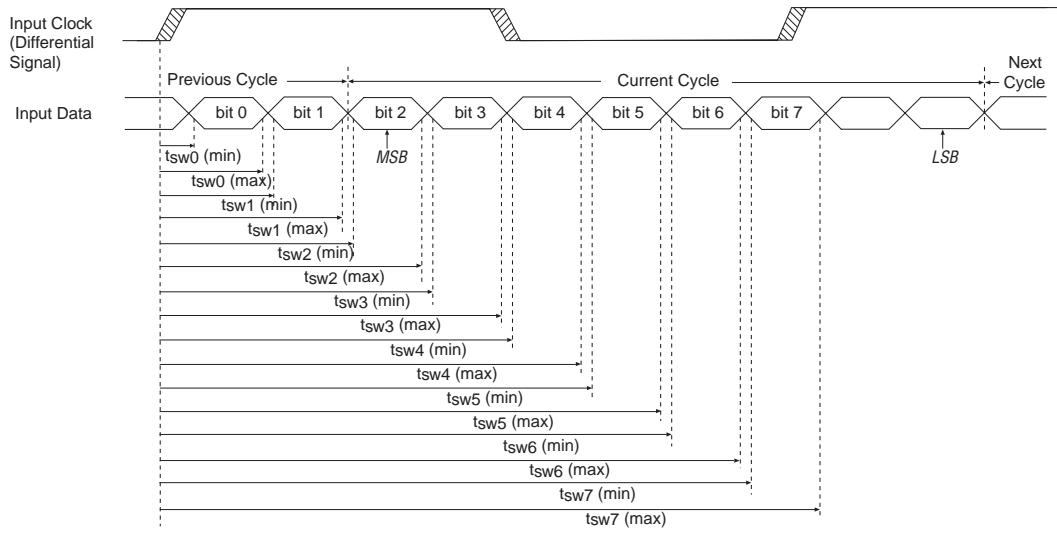 Input Clock
(Differential
Signal)
Previous Cycle
Current Cycle
Next
Cycle
Input Data
bit 0
bit 1
bit 2
bit 3
bit 4
bit 5
bit 6
bit 7
MSB
LSB
tsw0 (min)
tsw0 (max)
tsw1 (min)
tsw1 (max)
tsw2 (min)
tsw2 (max)
tsw3 (min)
tsw3 (max)
tsw4 (min)
tsw4 (max)
tsw5 (min)
tsw5 (max)
tsw6 (min)
tsw6 (max)
tsw7 (min)
tsw7 (max)